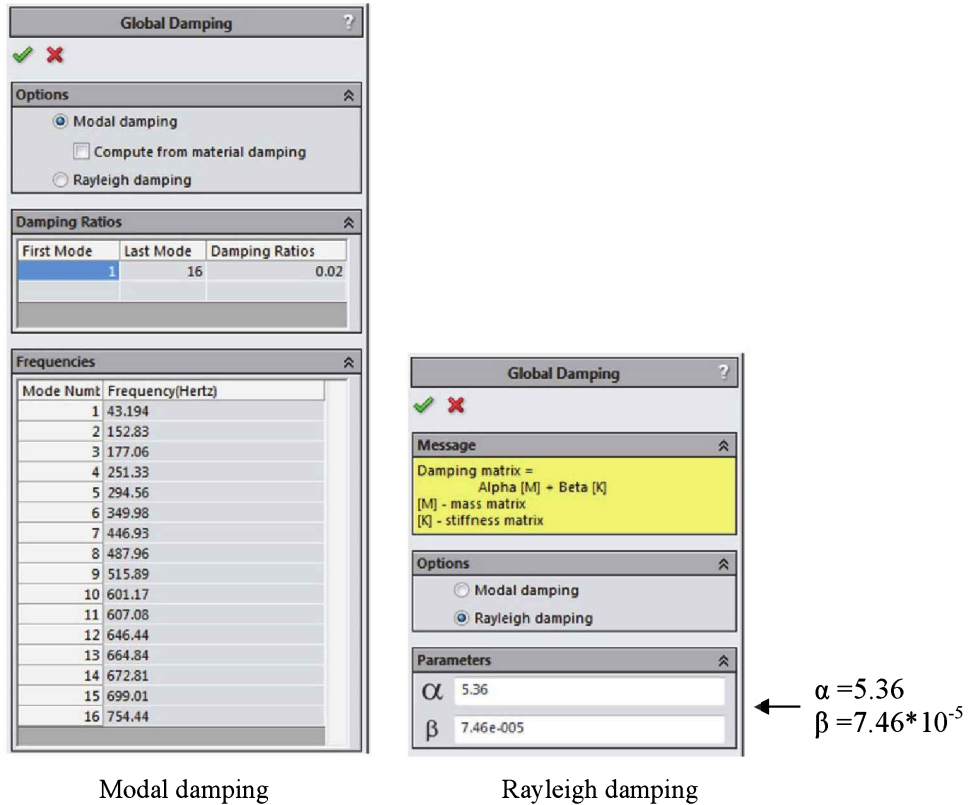 Global Damping ?
Options
Modal damping
Compute from material damping
Rayleigh damping
Damping Ratios
First Mode Last Mode Damping Ratios
1 16 0.02
Frequencies
Mode Numt Frequency(Hertz)
1 43.194
2 152.83
3 177.06
4 251.33
5 294.56
6 349.98
7 446.93
8 487.96
9 515.89
10 601.17
11 607.08
12 646.44
13 664.84
14 672.81
15 699.01
16 754.44
Modal damping
Global Damping ?
Message
Damping matrix =
Alpha [M] + Beta [K]
[M] - mass matrix
[K] - stiffness matrix
Options
Modal damping
Rayleigh damping
Parameters
α 5.36
β 7.46e-005
α =5.36
β =7.46*10⁻⁵
Rayleigh damping